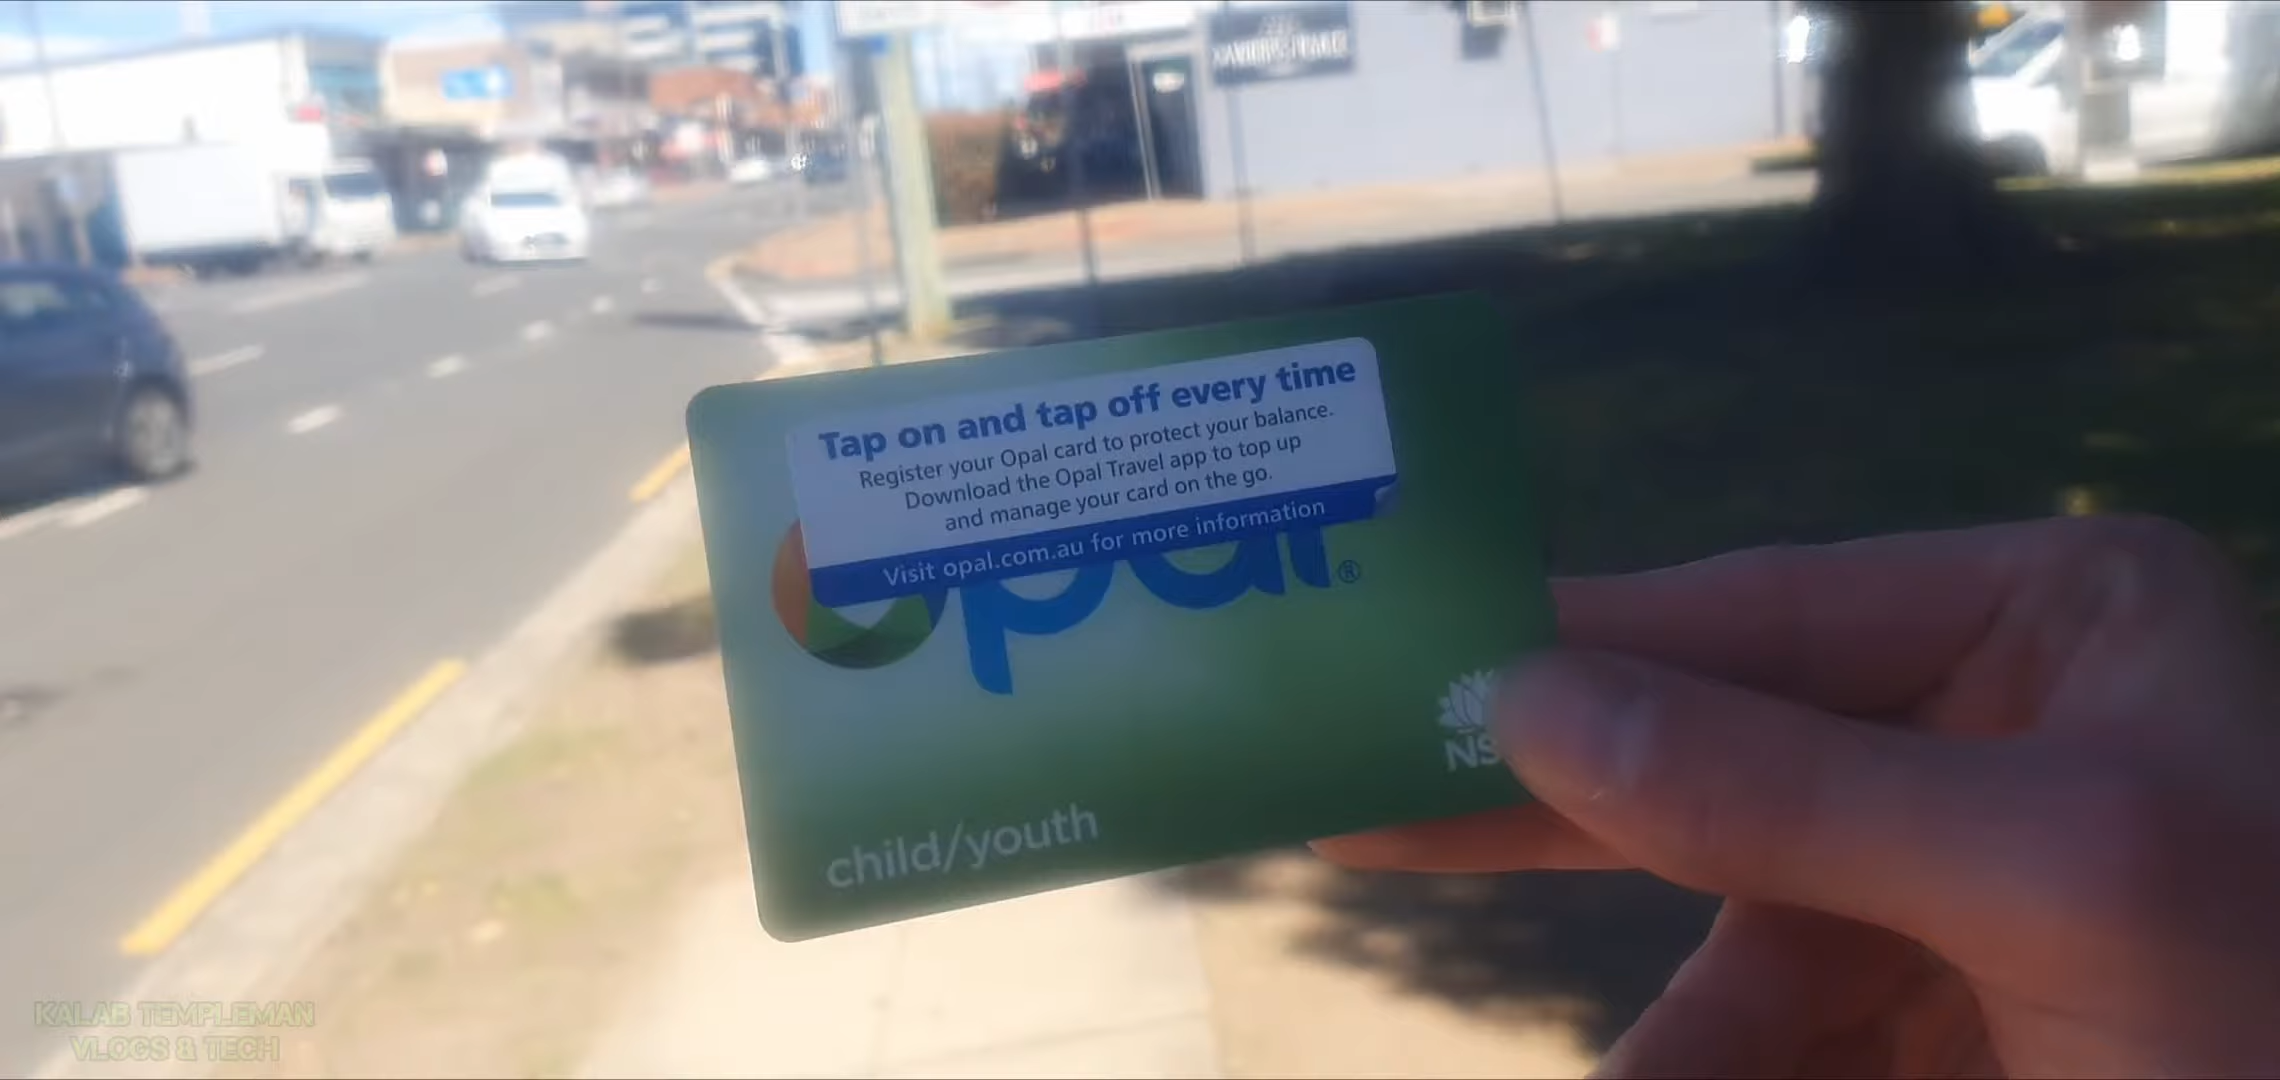 Tap on and tap off every time
Register your Opal card to protect your balance.
Download the Opal Travel app to top up
and manage your card on the go.
Visit opal.com.au for more information
opal®
child/youth
NS
KALAB TEMPLEMAN
VLOGS & TECH